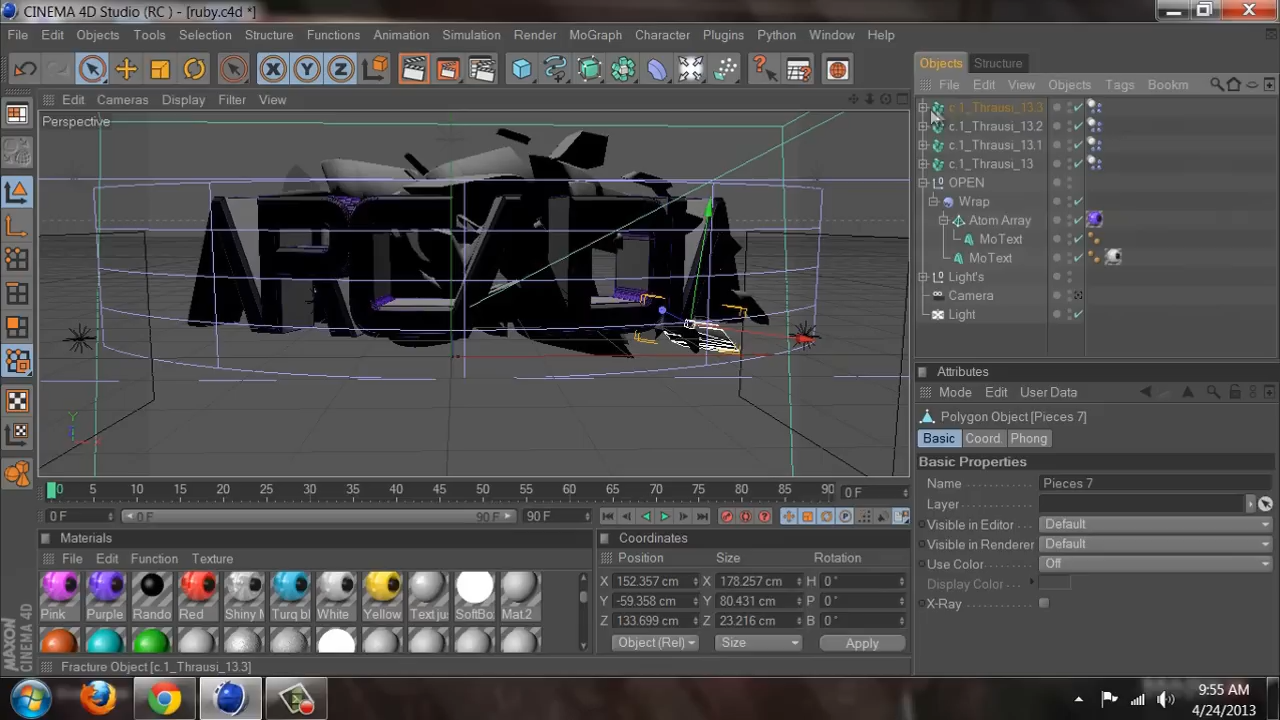 CINEMA 4D Studio (RC ) - [ruby.c4d *]
File Edit Objects Tools Selection Structure Functions Animation Simulation Render MoGraph Character Plugins Python Window Help
X Y Z
Objects Structure
File Edit View Objects Tags Bookm
Edit Cameras Display Filter View
Perspective
c.1_Thrausi_13.3
c.1_Thrausi_13.2
c.1_Thrausi_13.1
c.1_Thrausi_13
OPEN
Wrap
Atom Array
MoText
MoText
Light's
Camera
Light
Y
Attributes
Mode Edit User Data
Polygon Object [Pieces 7]
Basic Coord. Phong
Basic Properties
Name Pieces 7
Layer
Visible in Editor Default
Visible in Renderer Default
Use Color Off
Display Color
X-Ray
0 5 10 15 20 25 30 35 40 45 50 55 60 65 70 75 80 85 90 0 F
0 F 0 F 90 F 90 F
Materials
File Edit Function Texture
Pink Purple Rando Red Shiny M Turq bl White Yellow Text jus SoftBo Mat.2
Coordinates
Position Size Rotation
X 152.357 cm X 178.257 cm H 0 °
Y -59.358 cm Y 80.431 cm P 0 °
Z 133.699 cm Z 23.216 cm B 0 °
Object (Rel) Size Apply
MAXON CINEMA 4D
Fracture Object [c.1_Thrausi_13.3]
9:55 AM
4/24/2013